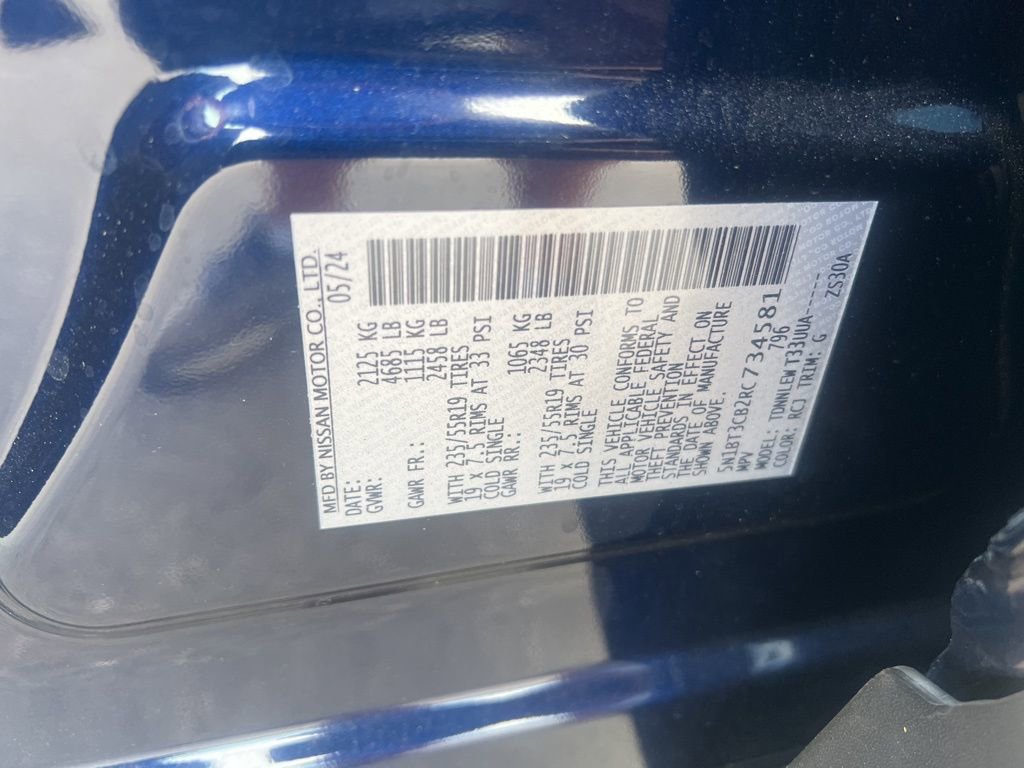 MFD BY NISSAN MOTOR CO., LTD.
DATE: 05/24
GVWR: 2125 KG
4685 LB
GAWR FR.: 1115 KG
2458 LB
WITH 235/55R19 TIRES
19 X 7.5 RIMS AT 33 PSI
COLD SINGLE
GAWR RR.: 1065 KG
2348 LB
WITH 235/55R19 TIRES
19 X 7.5 RIMS AT 30 PSI
COLD SINGLE
THIS VEHICLE CONFORMS TO
ALL APPLICABLE FEDERAL
MOTOR VEHICLE SAFETY AND
THEFT PREVENTION
STANDARDS IN EFFECT ON
THE DATE OF MANUFACTURE
SHOWN ABOVE.
5N1BT3CB2RC734581
MPV 796
MODEL: TDNNLEW T33UUA-----
COLOR: RCJ TRIM: G ZS30A